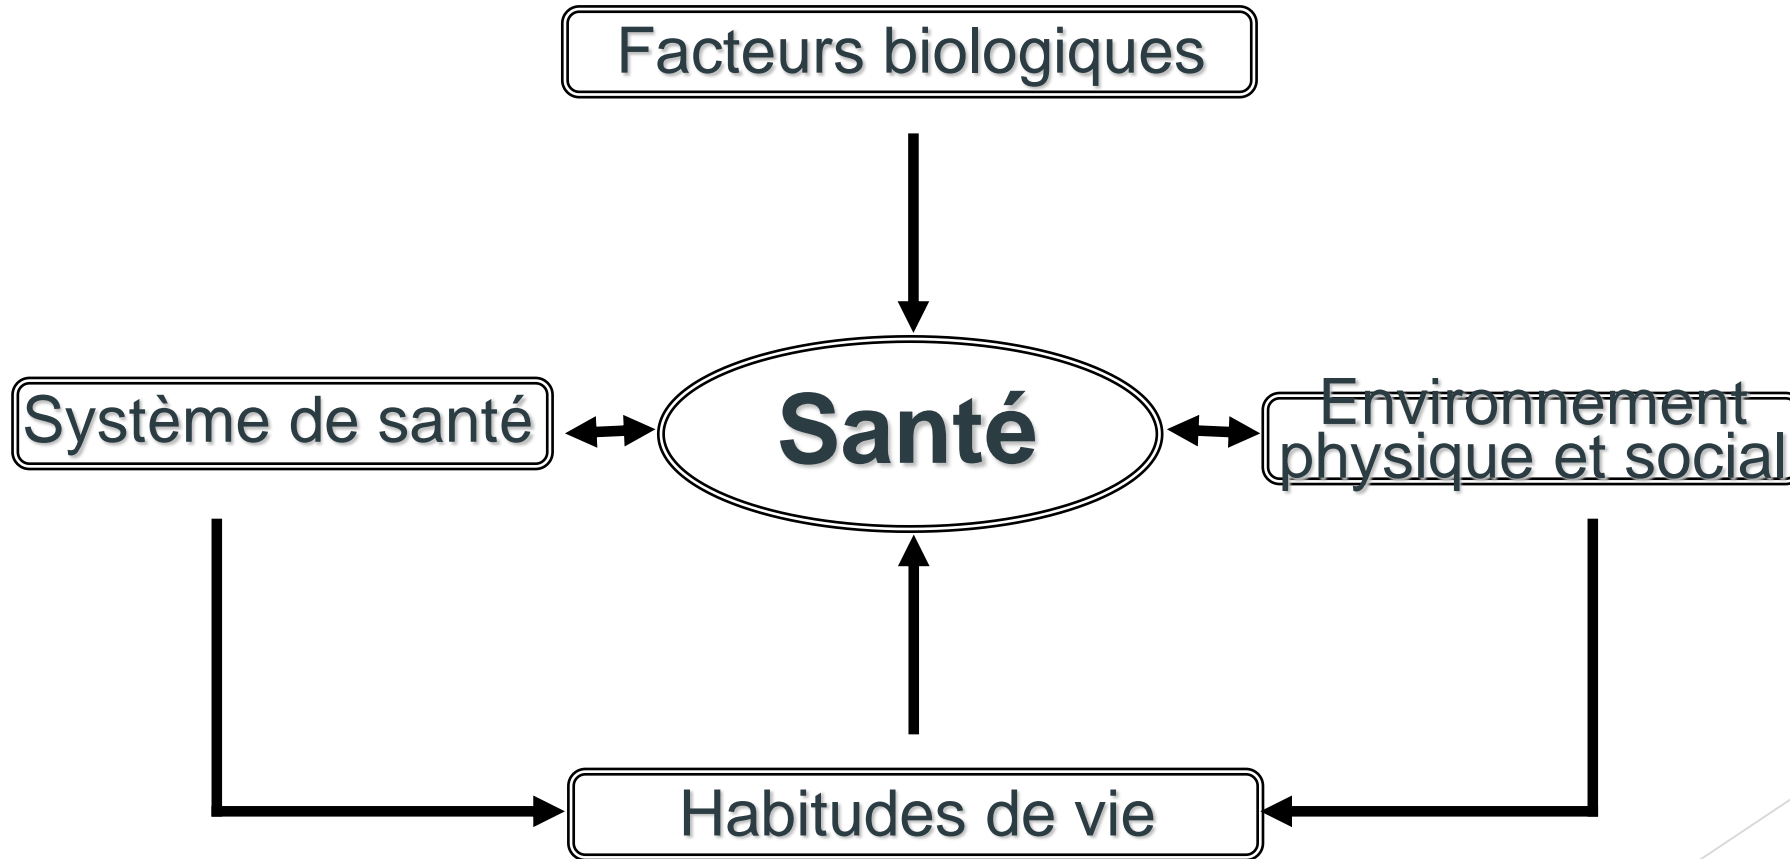 Facteurs biologiques
Système de santé
Santé
Environnement
physique et social
Habitudes de vie